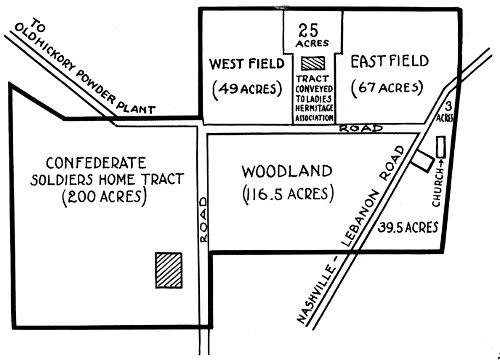 TO
OLD HICKORY POWDER PLANT
25
ACRES
WEST FIELD
(49 ACRES)
TRACT
CONVEYED
TO LADIES
HERMITAGE
ASSOCIATION
EAST FIELD
(67 ACRES)
3
ACRES
ROAD
CONFEDERATE
SOLDIERS HOME TRACT
(200 ACRES)
ROAD
WOODLAND
(116.5 ACRES)
NASHVILLE - LEBANON ROAD
CHURCH
39.5 ACRES